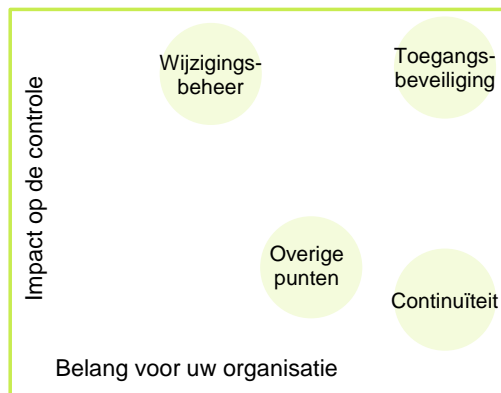 Wijzigings-
beheer
Toegangs-
beveiliging
Impact op de controle
Overige
punten
Continuïteit
Belang voor uw organisatie